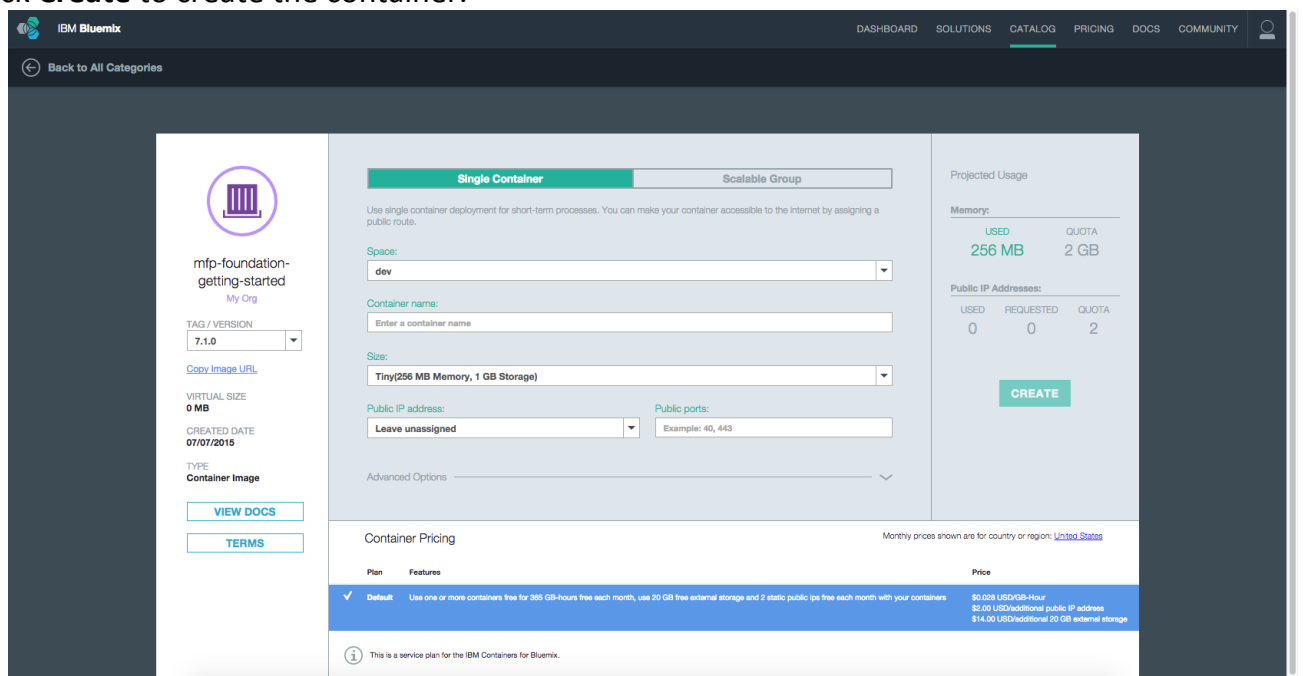 ck Create to create the container.
IBM Bluemix
DASHBOARD SOLUTIONS CATALOG PRICING DOCS COMMUNITY
Back to All Categories
mfp-foundation-
getting-started
My Org
TAG / VERSION
7.1.0
Copy Image URL
VIRTUAL SIZE
0 MB
CREATED DATE
07/07/2015
TYPE
Container Image
VIEW DOCS
TERMS
Single Container
Scalable Group
Use single container deployment for short-term processes. You can make your container accessible to the internet by assigning a
public route.
Space:
dev
Container name:
Enter a container name
Size:
Tiny(256 MB Memory, 1 GB Storage)
Public IP address:
Public ports:
Leave unassigned
Example: 40, 443
Advanced Options
Projected Usage
Memory:
USED QUOTA
256 MB 2 GB
Public IP Addresses:
USED REQUESTED QUOTA
0 0 2
CREATE
Container Pricing
Monthly prices shown are for country or region: United States
Plan Features Price
Default Use one or more containers free for 365 GB-hours free each month, use 20 GB free external storage and 2 static public ips free each month with your containers
$0.028 USD/GB-Hour
$2.00 USD/additional public IP address
$14.00 USD/additional 20 GB external storage
This is a service plan for the IBM Containers for Bluemix.